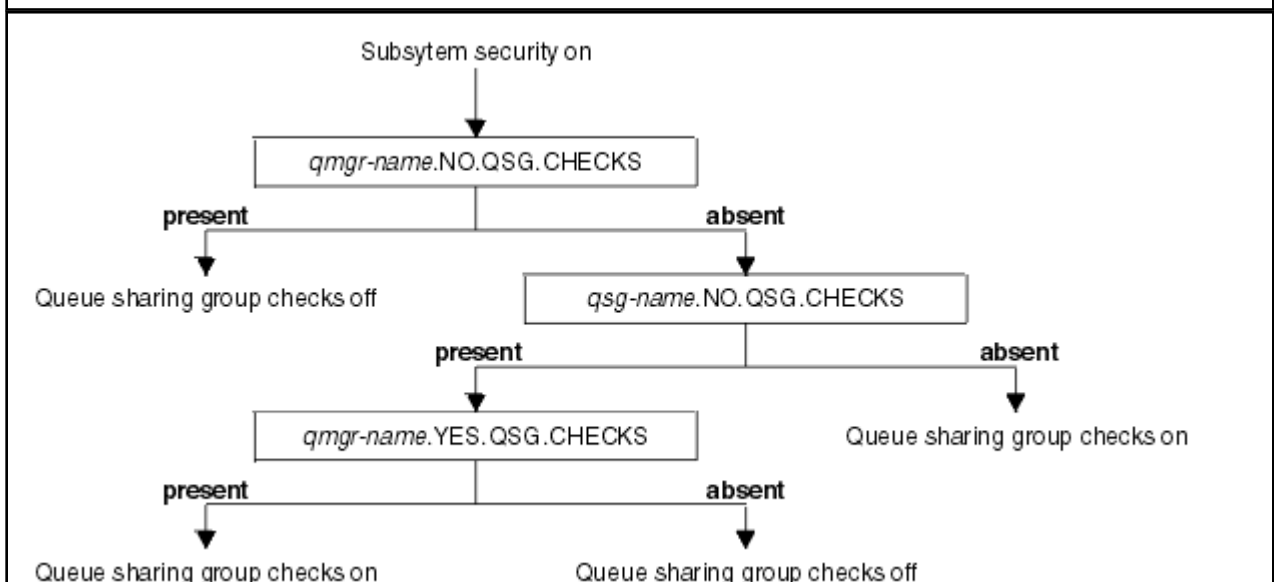 Subsytem security on
qmgr-name.NO.QSG.CHECKS
present absent
Queue sharing group checks off
qsg-name.NO.QSG.CHECKS
present absent
qmgr-name.YES.QSG.CHECKS
Queue sharing group checks on
present absent
Queue sharing group checks on Queue sharing group checks off